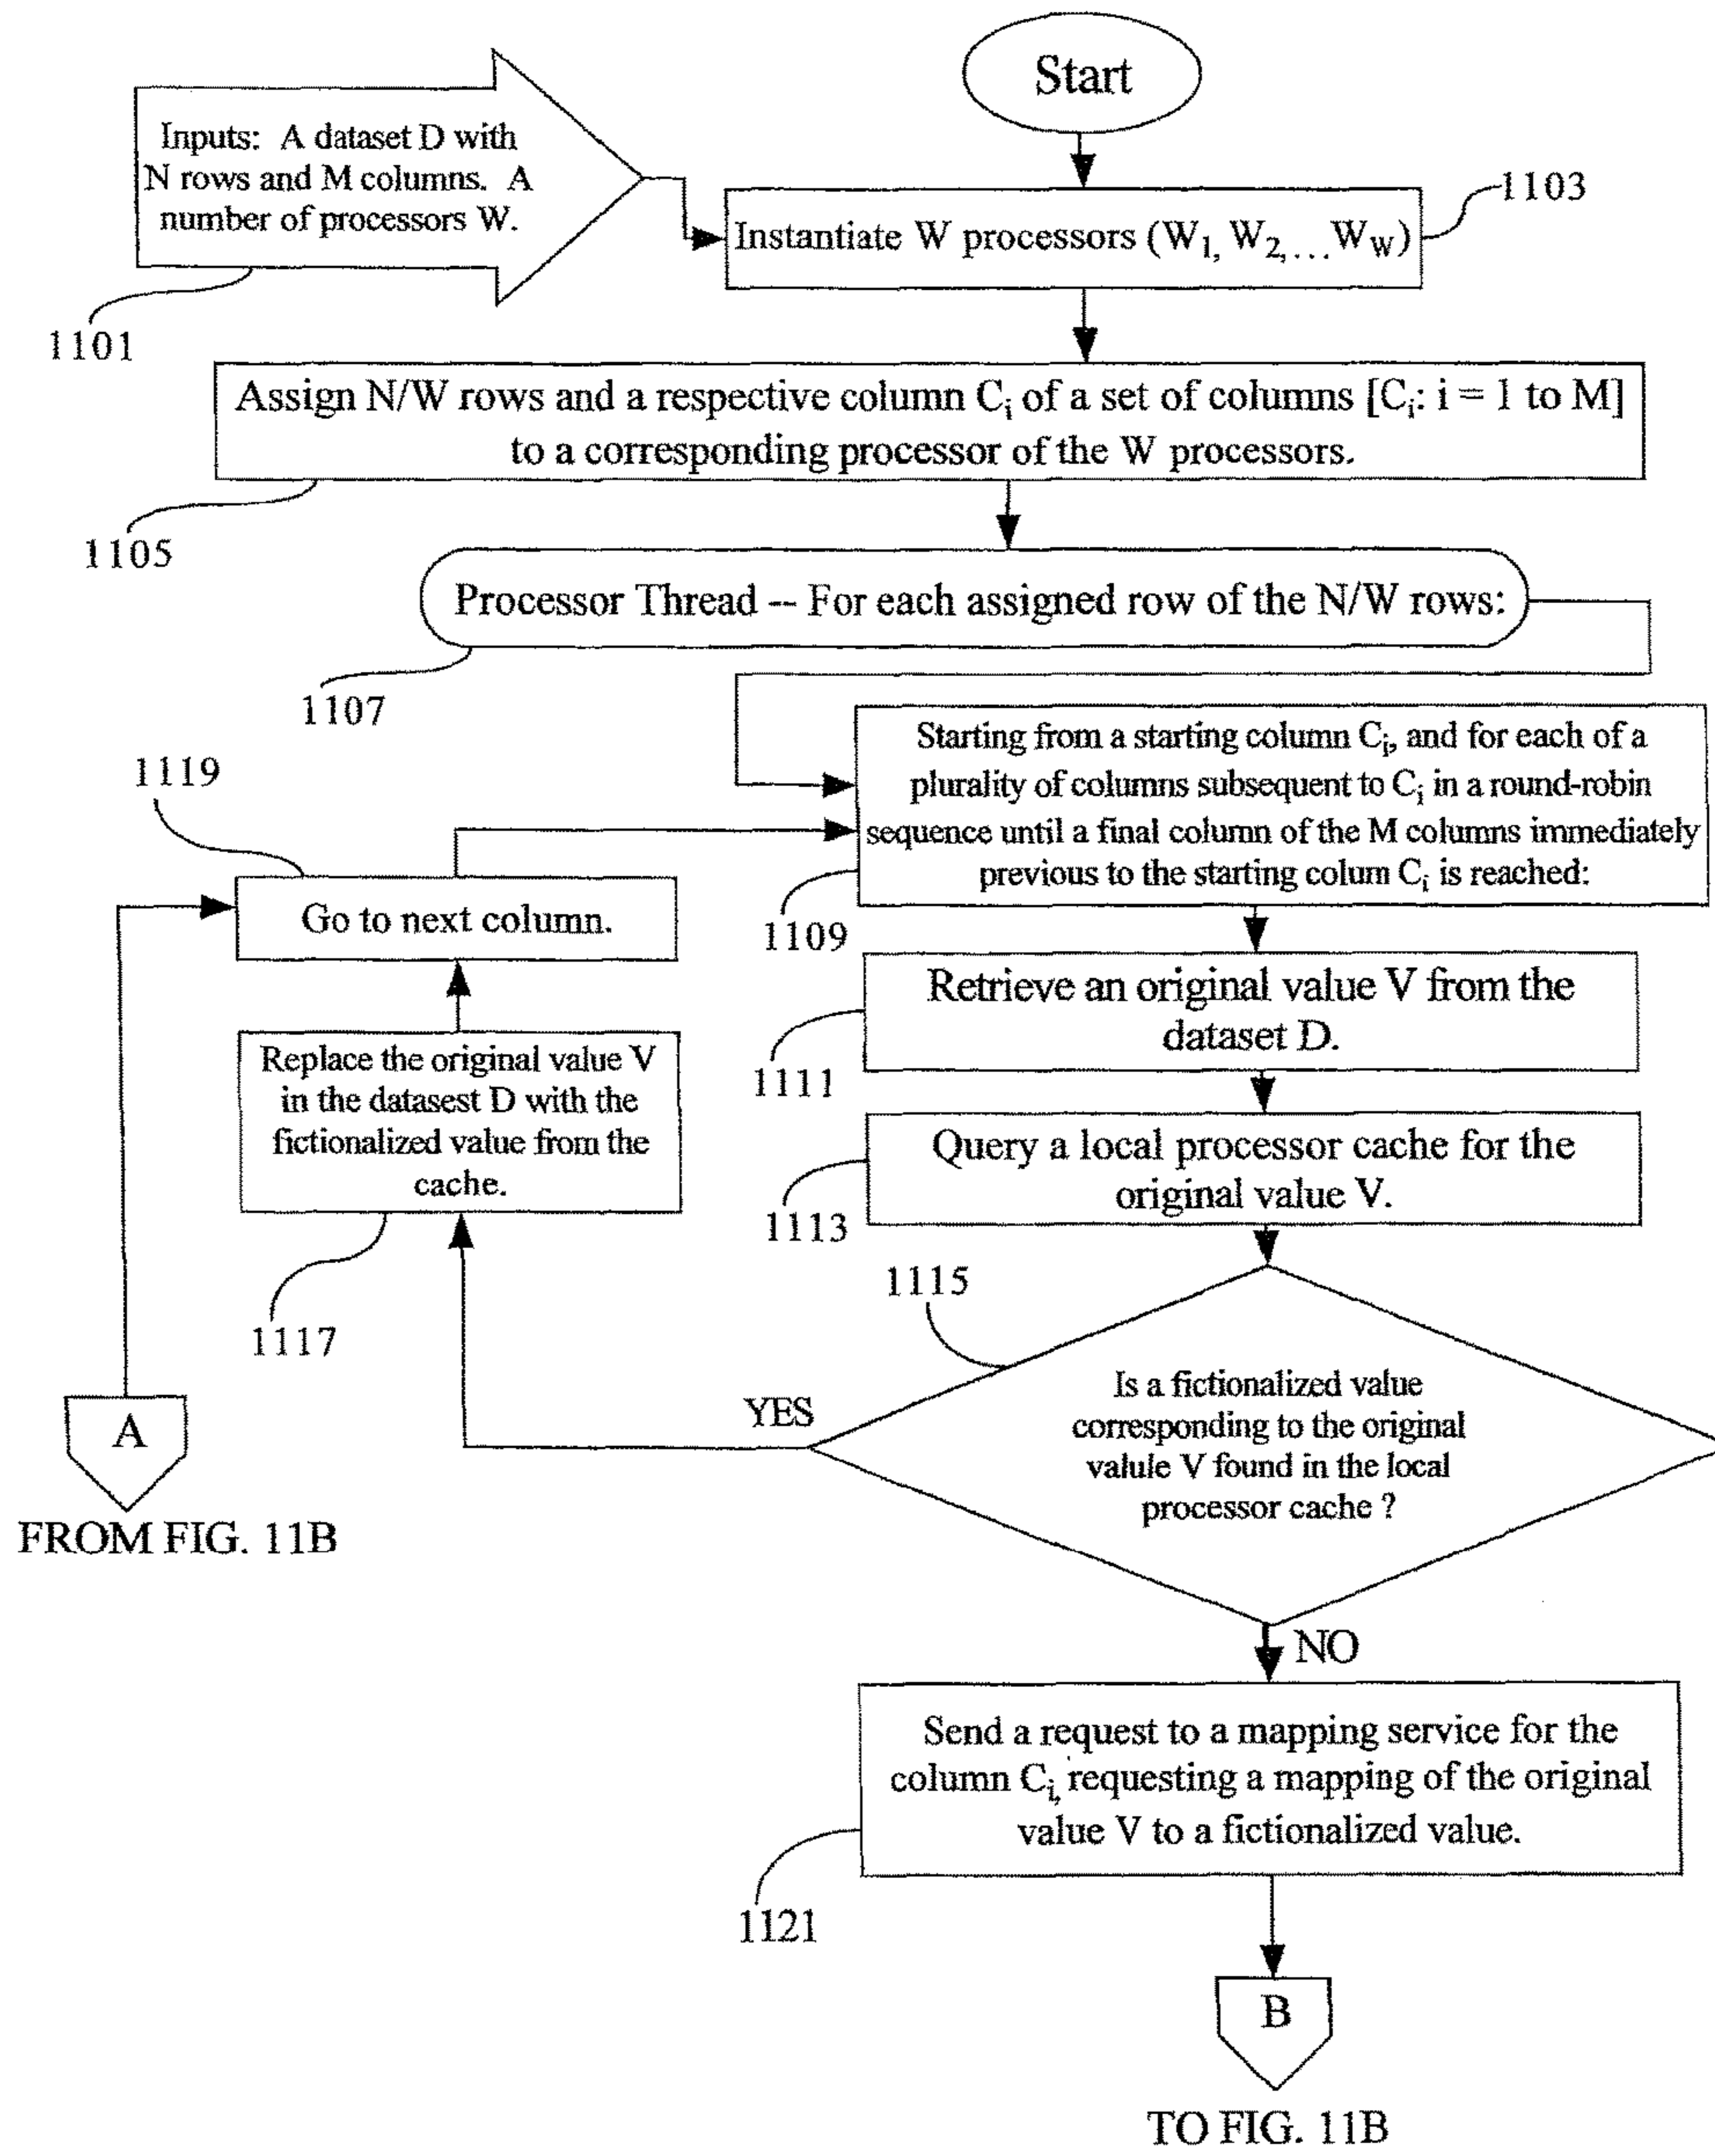 Start
Inputs: A dataset D with
N rows and M columns. A
number of processors W.
1101
Instantiate W processors (W1, W2,... WW)
1103
Assign N/W rows and a respective column Ci of a set of columns [Ci: i = 1 to M]
to a corresponding processor of the W processors.
1105
Processor Thread -- For each assigned row of the N/W rows:
1107
Starting from a starting column Ci, and for each of a
plurality of columns subsequent to Ci in a round-robin
sequence until a final column of the M columns immediately
previous to the starting colum Ci is reached:
1109
1119
Go to next column.
Retrieve an original value V from the
dataset D.
1111
Replace the original value V
in the datasest D with the
fictionalized value from the
cache.
1117
Query a local processor cache for the
original value V.
1113
1115
Is a fictionalized value
corresponding to the original
valule V found in the local
processor cache ?
YES
A
FROM FIG. 11B
NO
Send a request to a mapping service for the
column Ci, requesting a mapping of the original
value V to a fictionalized value.
1121
B
TO FIG. 11B